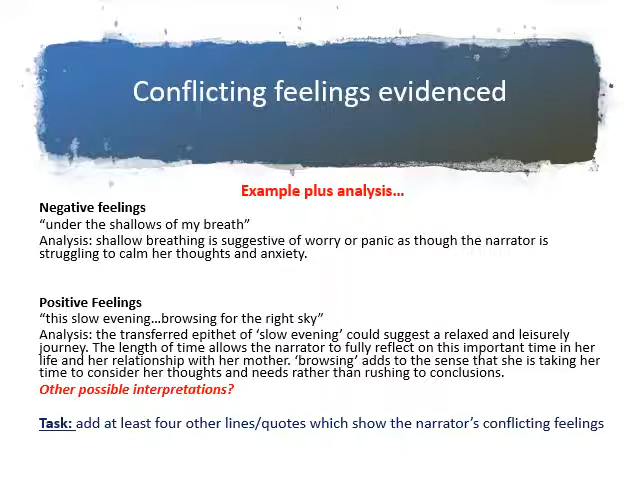 Conflicting feelings evidenced
Example plus analysis...
Negative feelings
“under the shallows of my breath”
Analysis: shallow breathing is suggestive of worry or panic as though the narrator is
struggling to calm her thoughts and anxiety.
Positive Feelings
“this slow evening...browsing for the right sky”
Analysis: the transferred epithet of ‘slow evening’ could suggest a relaxed and leisurely
journey. The length of time allows the narrator to fully reflect on this important time in her
life and her relationship with her mother. ‘browsing’ adds to the sense that she is taking her
time to consider her thoughts and needs rather than rushing to conclusions.
Other possible interpretations?
Task: add at least four other lines/quotes which show the narrator’s conflicting feelings